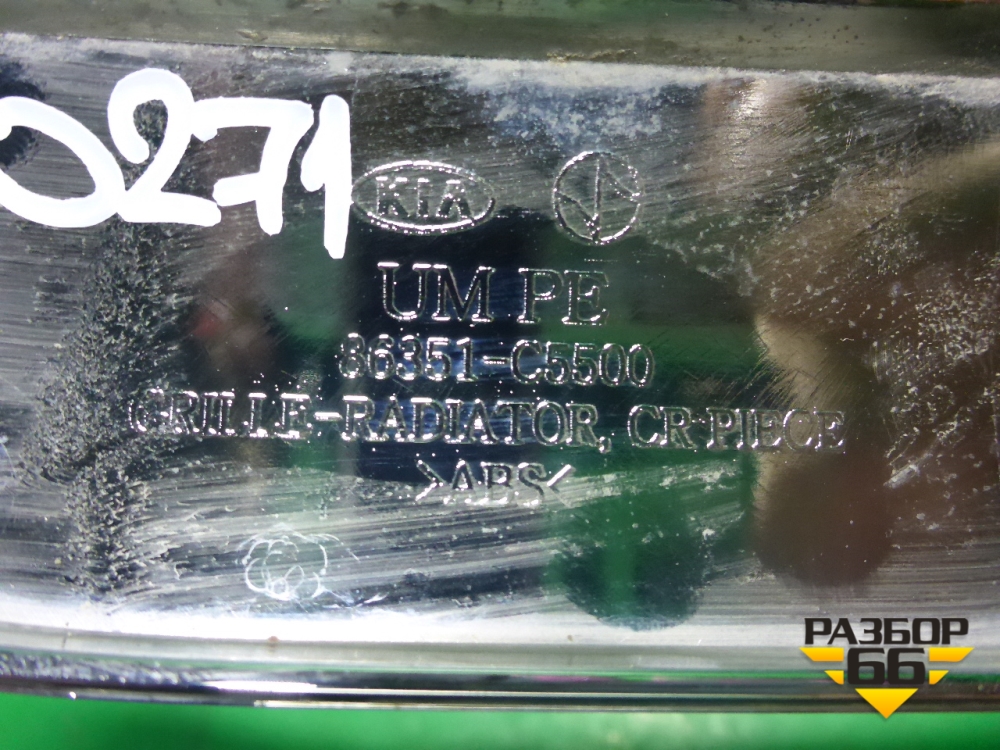 0271
KIA
UM PE
86351-C5500
GRILLE-RADIATOR, CR PIECE
>ABS<
РАЗБОР
66